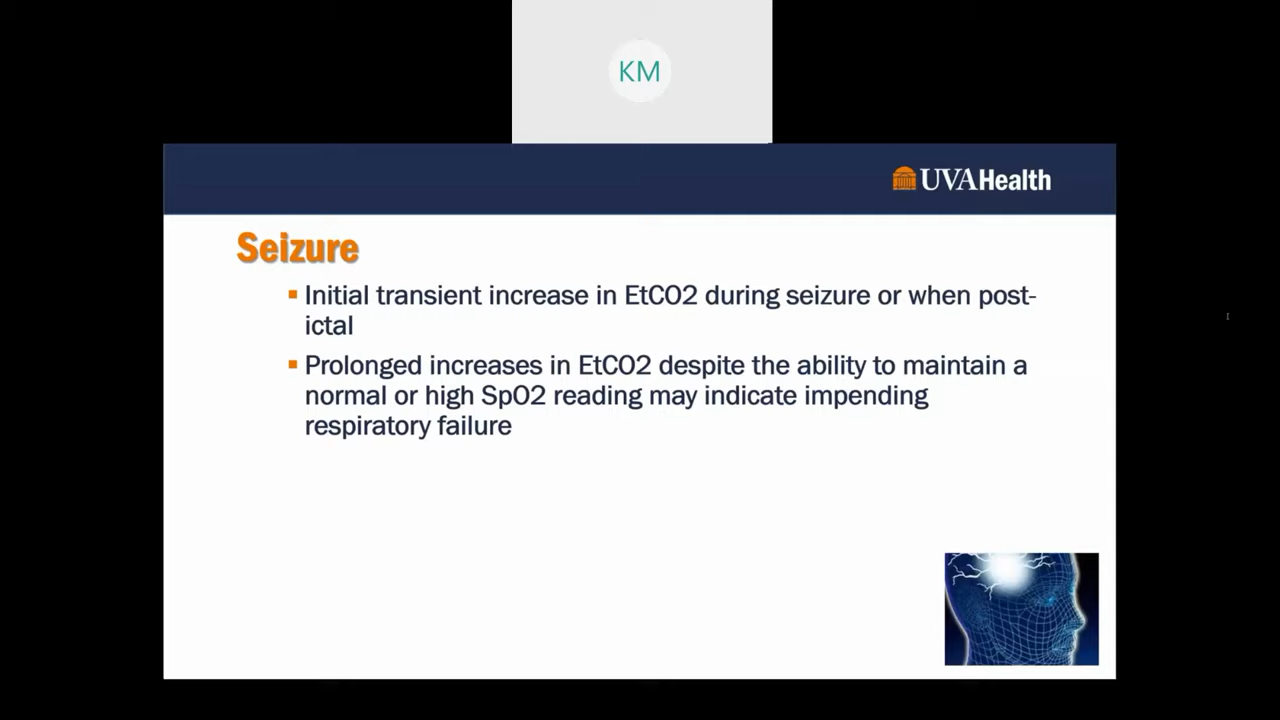 KM
UVAHealth
Seizure
Initial transient increase in EtCO2 during seizure or when post-
ictal
Prolonged increases in EtCO2 despite the ability to maintain a
normal or high SpO2 reading may indicate impending
respiratory failure